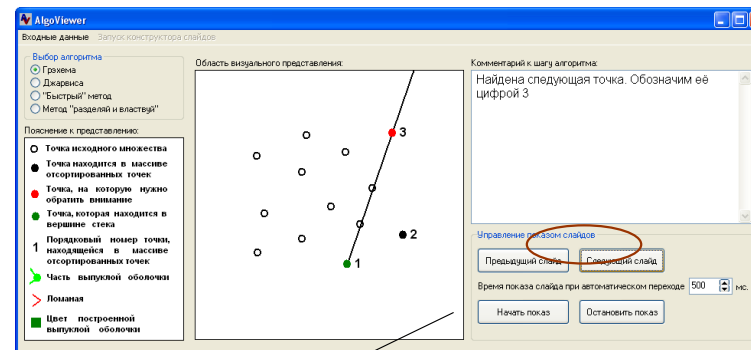 AlgoViewer
Входные данные Запуск конструктора слайдов
Выбор алгоритма
Грэхема
Джарвиса
"Быстрый" метод
Метод "разделяй и властвуй"
Пояснение к представлению:
Точка исходного множества
Точка находится в массиве
отсортированных точек
Точка, на которую нужно
обратить внимание
Точка, которая находится в
вершине стека
1 Порядковый номер точки,
находящейся в массиве
отсортированных точек
Часть выпуклой оболочки
Ломаная
Цвет построенной
выпуклой оболочки
Область визуального представления:
3
2
1
Комментарий к шагу алгоритма:
Найдена следующая точка. Обозначим её
цифрой 3
Управление показом слайдов
Предыдущий слайд Следующий слайд
Время показа слайда при автоматическом переходе 500 мс.
Начать показ Остановить показ